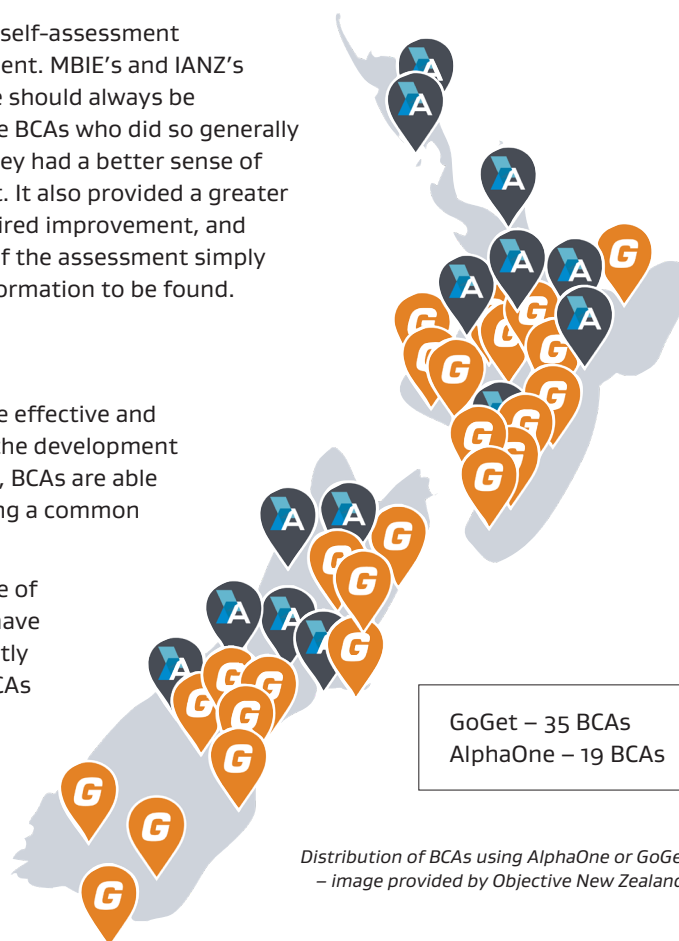 self-assessment
ent. MBIE’s and IANZ’s
e should always be
e BCAs who did so generally
ey had a better sense of
t. It also provided a greater
ired improvement, and
f the assessment simply
ormation to be found.
e effective and
the development
, BCAs are able
ng a common
e of
have
tly
CAs
GoGet – 35 BCAs
AlphaOne – 19 BCAs
Distribution of BCAs using AlphaOne or GoGe
– image provided by Objective New Zealand